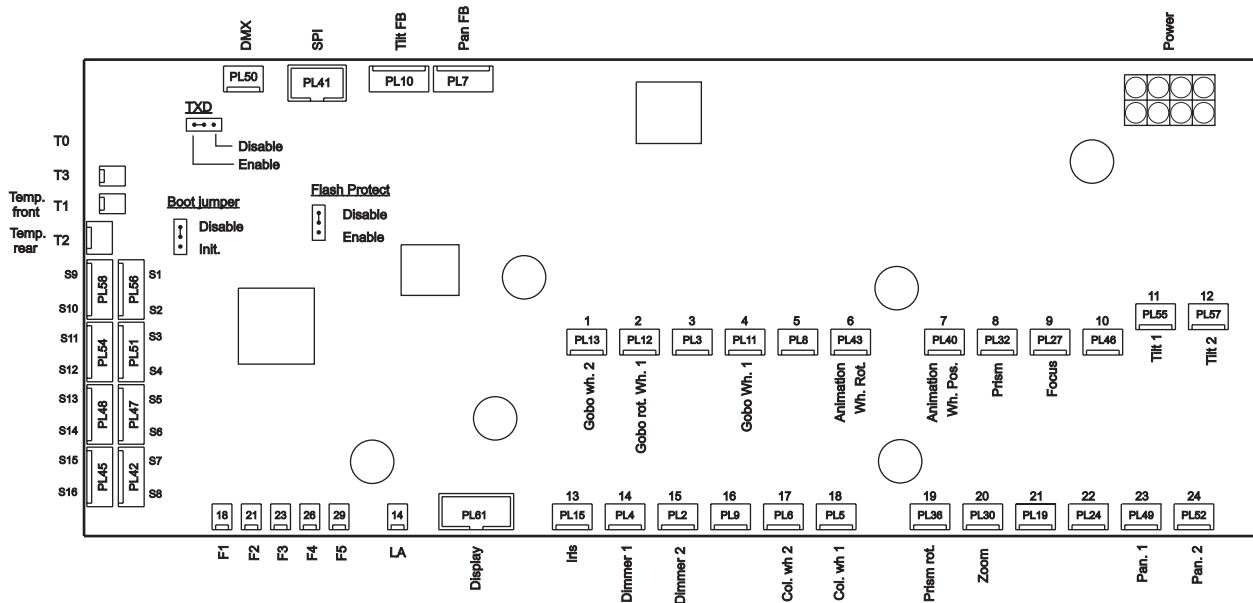 DMX
SPI
Tilt FB
Pan FB
Power
PL50
PL41
PL10
PL7
TXD
Disable
Enable
T0
T3
Temp. front
T1
Temp. rear
T2
Boot jumper
Disable
Init.
Flash Protect
Disable
Enable
S9
PL58
PL56
S1
S10
S2
S11
PL54
PL51
S3
S12
S4
S13
PL48
PL47
S5
S14
S6
S15
PL45
PL42
S7
S16
S8
1
2
3
4
5
6
7
8
9
10
11
12
PL13
PL12
PL3
PL11
PL8
PL43
PL40
PL32
PL27
PL46
PL55
PL57
Gobo wh. 2
Gobo rot. Wh. 1
Gobo Wh. 1
Animation
Wh. Rot.
Animation
Wh. Pos.
Prism
Focus
Tilt 1
Tilt 2
18
21
23
26
29
14
PL61
F1
F2
F3
F4
F5
LA
Display
13
14
15
16
17
18
19
20
21
22
23
24
PL15
PL4
PL2
PL9
PL6
PL5
PL36
PL30
PL19
PL24
PL49
PL52
Iris
Dimmer 1
Dimmer 2
Col. wh 2
Col. wh 1
Prism rot.
Zoom
Pan. 1
Pan. 2